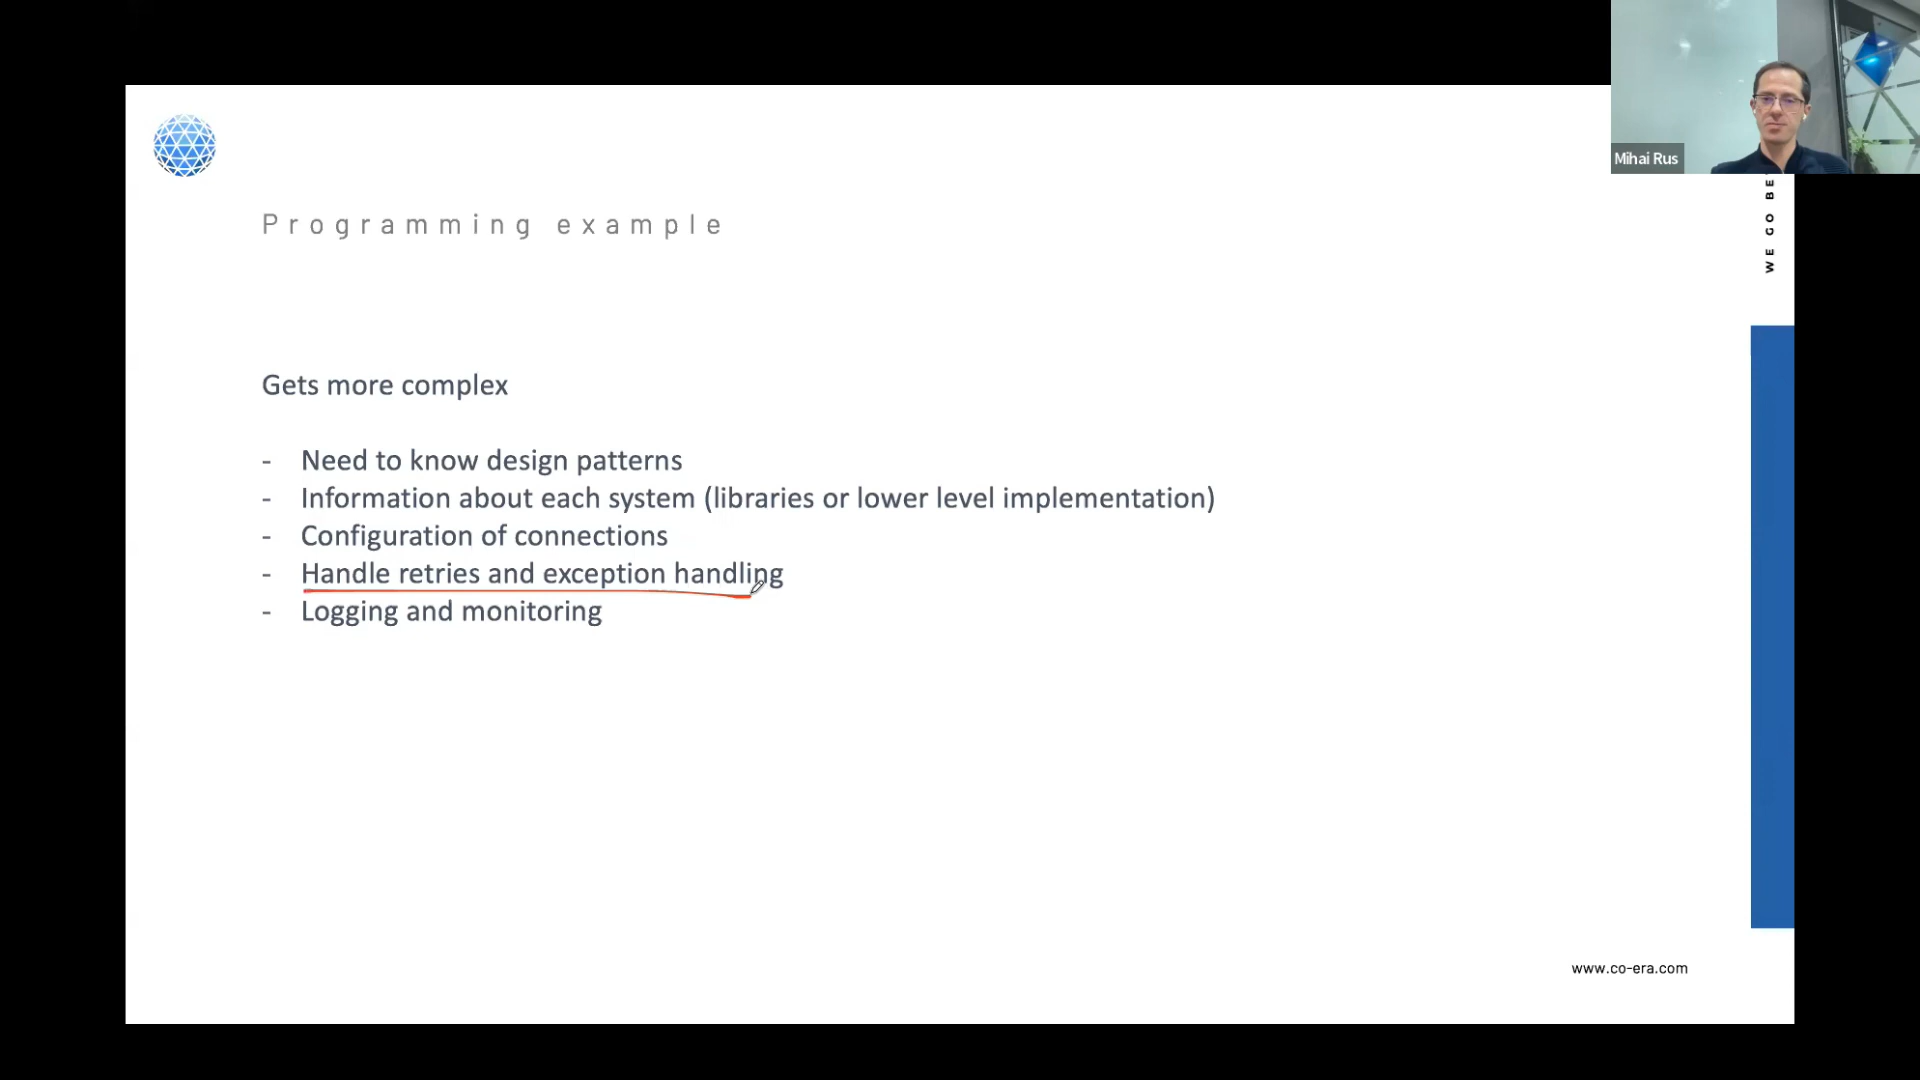 Mihai Rus
WE GO BE
Programming example
Gets more complex
- Need to know design patterns
- Information about each system (libraries or lower level implementation)
- Configuration of connections
- Handle retries and exception handling
- Logging and monitoring
www.co-era.com